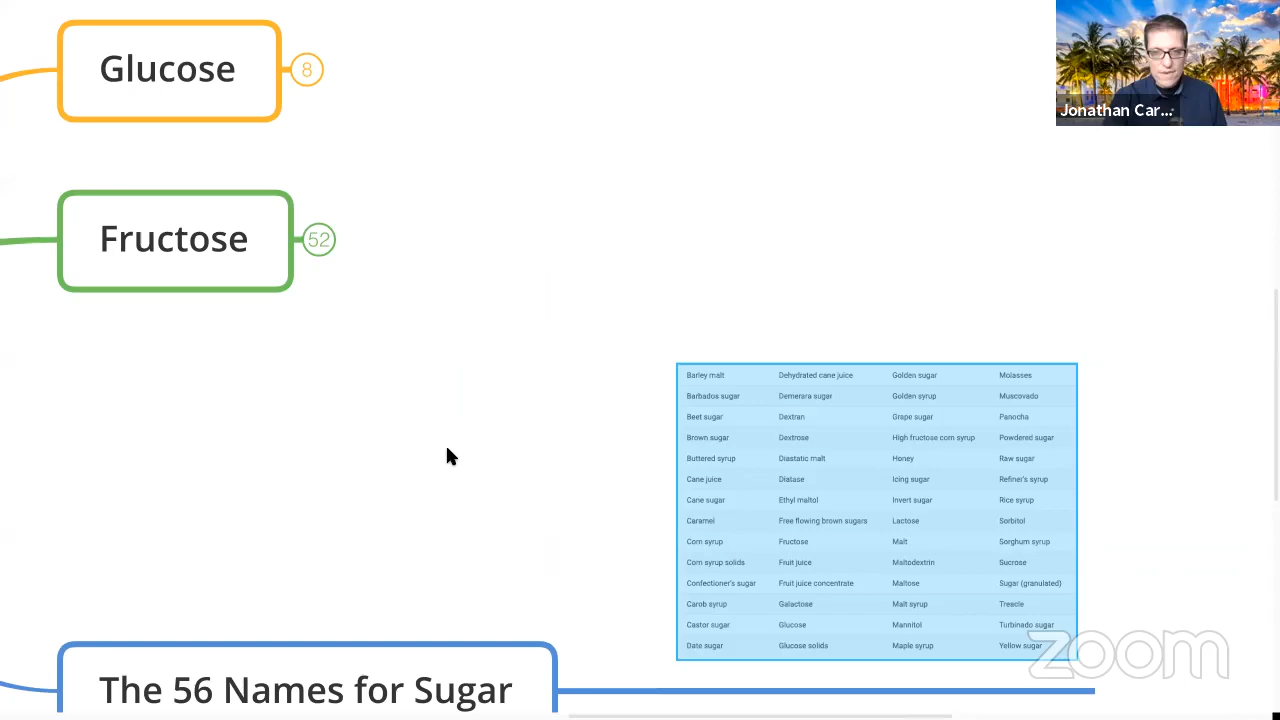 Glucose
8
Jonathan Car...
Fructose
52
Barley malt Dehydrated cane juice Golden sugar Molasses
Barbados sugar Demerara sugar Golden syrup Muscovado
Beet sugar Dextran Grape sugar Panocha
Brown sugar Dextrose High fructose corn syrup Powdered sugar
Buttered syrup Diastatic malt Honey Raw sugar
Cane juice Diatase Icing sugar Refiner's syrup
Cane sugar Ethyl maltol Invert sugar Rice syrup
Caramel Free flowing brown sugars Lactose Sorbitol
Corn syrup Fructose Malt Sorghum syrup
Corn syrup solids Fruit juice Maltodextrin Sucrose
Confectioner's sugar Fruit juice concentrate Maltose Sugar (granulated)
Carob syrup Galactose Malt syrup Treacle
Castor sugar Glucose Mannitol Turbinado sugar
Date sugar Glucose solids Maple syrup Yellow sugar
zoom
The 56 Names for Sugar